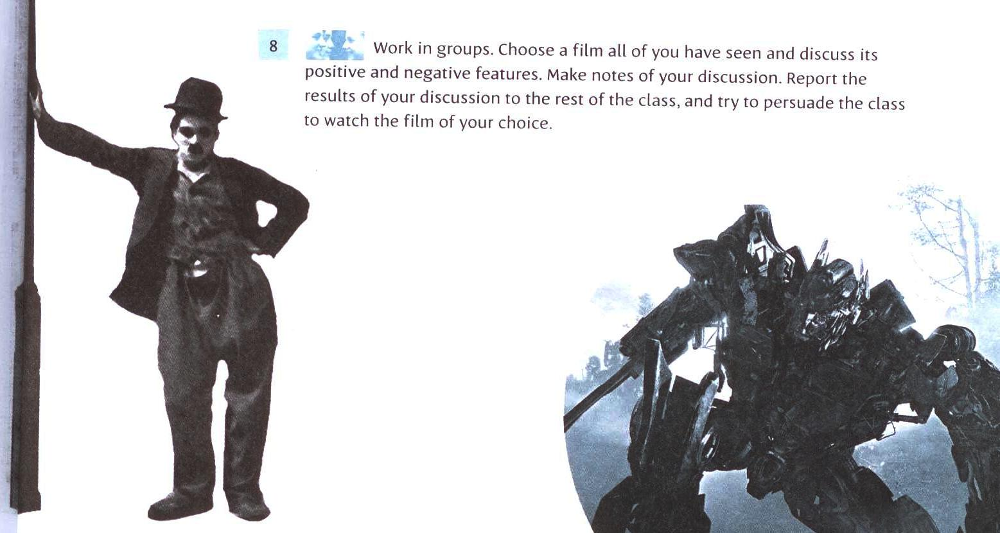 8 Work in groups. Choose a film all of you have seen and discuss its
positive and negative features. Make notes of your discussion. Report the
results of your discussion to the rest of the class, and try to persuade the class
to watch the film of your choice.